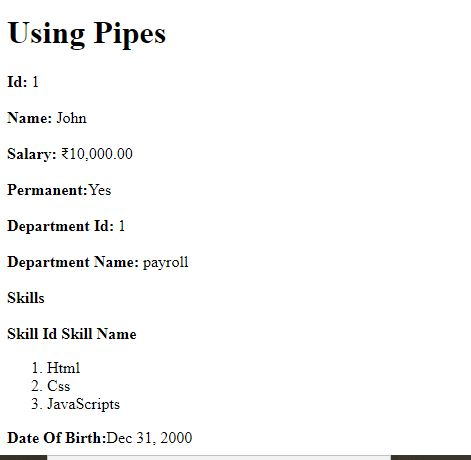 Using Pipes
Id: 1
Name: John
Salary: ₹10,000.00
Permanent:Yes
Department Id: 1
Department Name: payroll
Skills
Skill Id Skill Name
1. Html
2. Css
3. JavaScripts
Date Of Birth:Dec 31, 2000